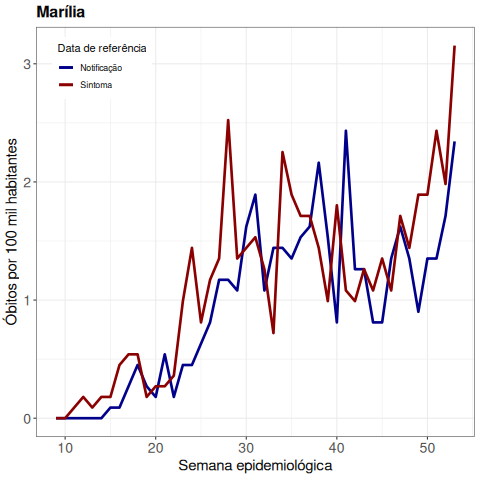 Marília
Óbitos por 100 mil habitantes
Data de referência
Notificação
Sintoma
3
2
1
0
10 20 30 40 50
Semana epidemiológica